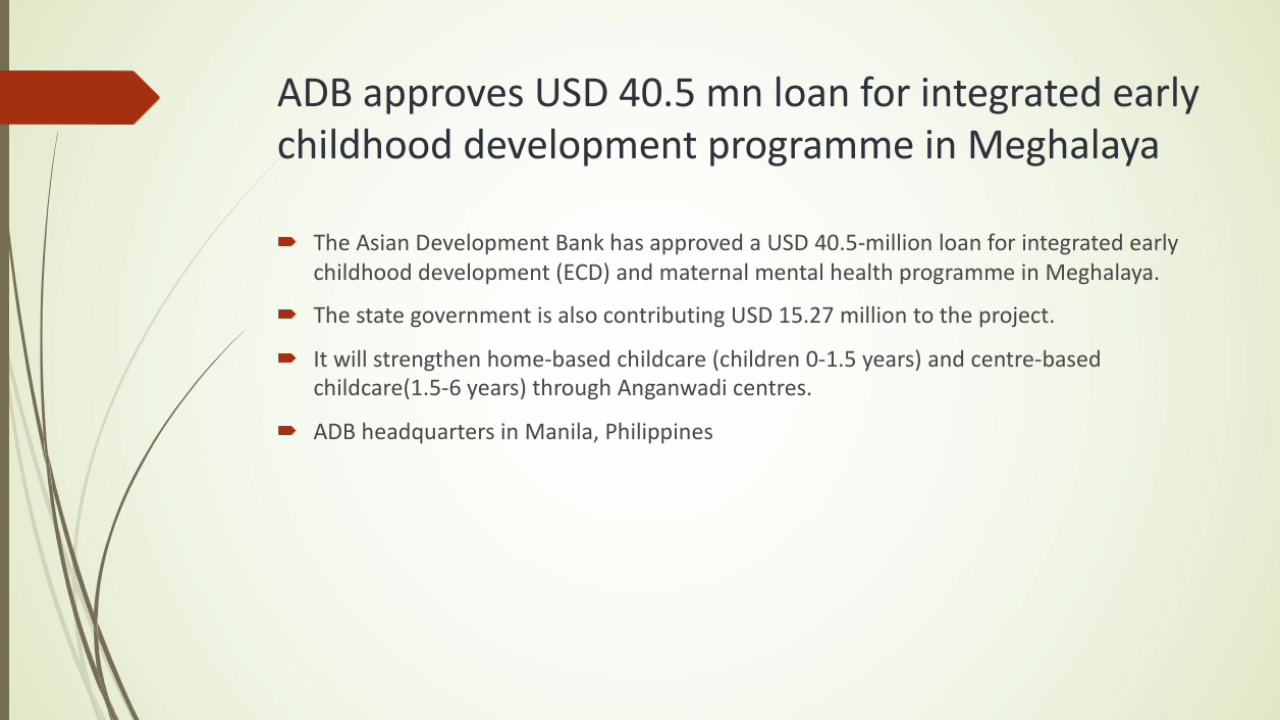 ADB approves USD 40.5 mn loan for integrated early
childhood development programme in Meghalaya
The Asian Development Bank has approved a USD 40.5-million loan for integrated early
childhood development (ECD) and maternal mental health programme in Meghalaya.
The state government is also contributing USD 15.27 million to the project.
It will strengthen home-based childcare (children 0-1.5 years) and centre-based
childcare(1.5-6 years) through Anganwadi centres.
ADB headquarters in Manila, Philippines